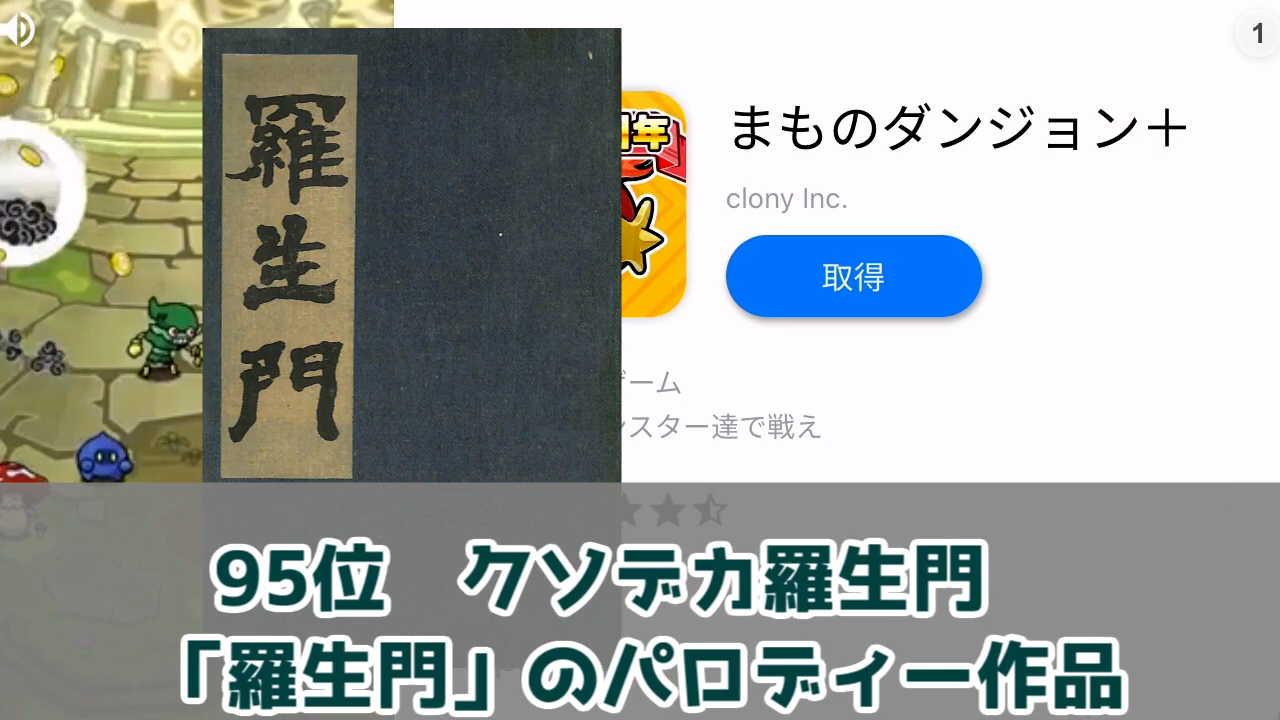 1
羅生門
周年
まものダンジョン＋
clony Inc.
取得
ゲーム
ンスター達で戦え
95位 クソデカ羅生門
「羅生門」のパロディー作品